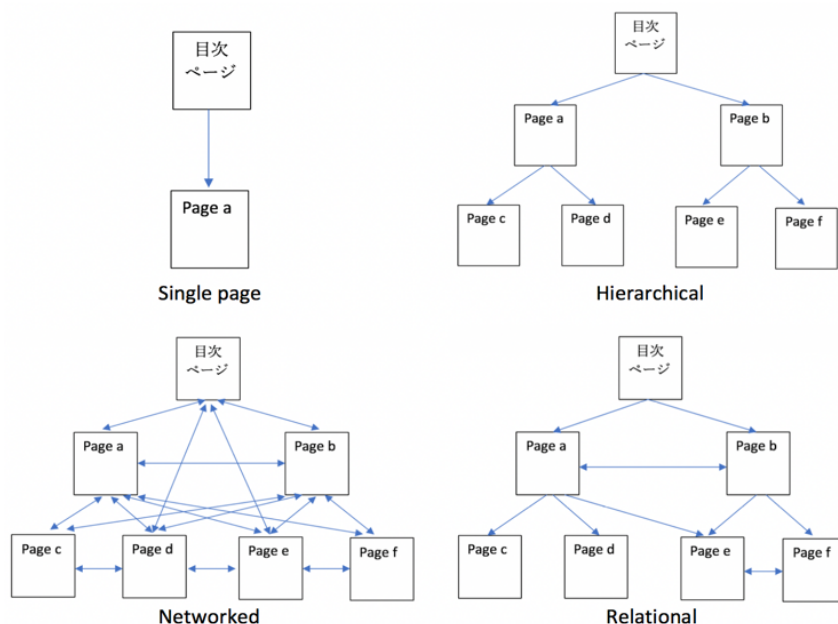 目次
ページ
Page a
Single page
目次
ページ
Page a
Page b
Page c
Page d
Page e
Page f
Hierarchical
目次
ページ
Page a
Page b
Page c
Page d
Page e
Page f
Networked
目次
ページ
Page a
Page b
Page c
Page d
Page e
Page f
Relational